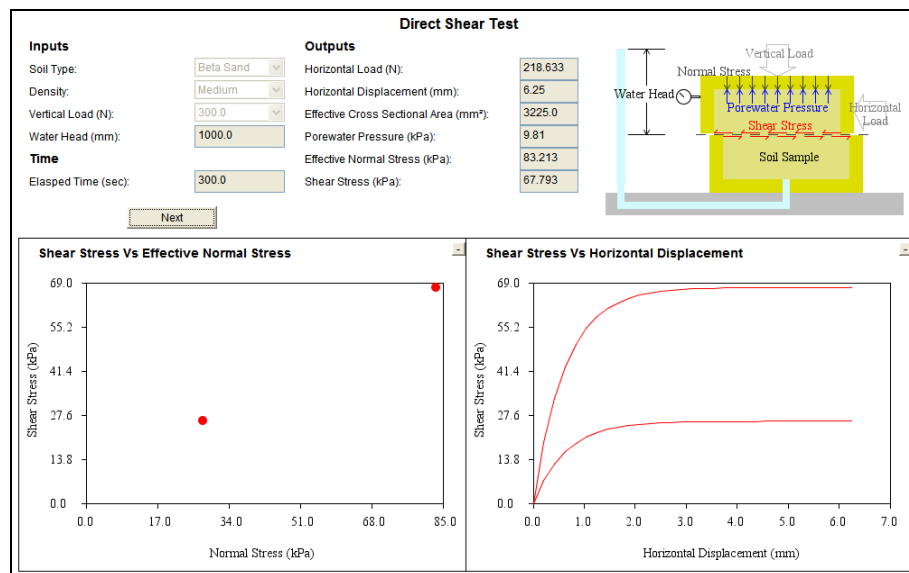 Direct Shear Test
Inputs
Soil Type: Beta Sand
Density: Medium
Vertical Load (N): 300.0
Water Head (mm): 1000.0
Time
Elasped Time (sec): 300.0
Next
Outputs
Horizontal Load (N): 218.633
Horizontal Displacement (mm): 6.25
Effective Cross Sectional Area (mm²): 3225.0
Porewater Pressure (kPa): 9.81
Effective Normal Stress (kPa): 83.213
Shear Stress (kPa): 67.793
Vertical Load
Normal Stress
Water Head
Porewater Pressure
Horizontal
Load
Shear Stress
Soil Sample
Shear Stress Vs Effective Normal Stress
-
69.0
55.2
41.4
27.6
13.8
0.0
Shear Stress (kPa)
0.0 17.0 34.0 51.0 68.0 85.0
Normal Stress (kPa)
Shear Stress Vs Horizontal Displacement
-
69.0
55.2
41.4
27.6
13.8
0.0
Shear Stress (kPa)
0.0 1.0 2.0 3.0 4.0 5.0 6.0 7.0
Horizontal Displacement (mm)